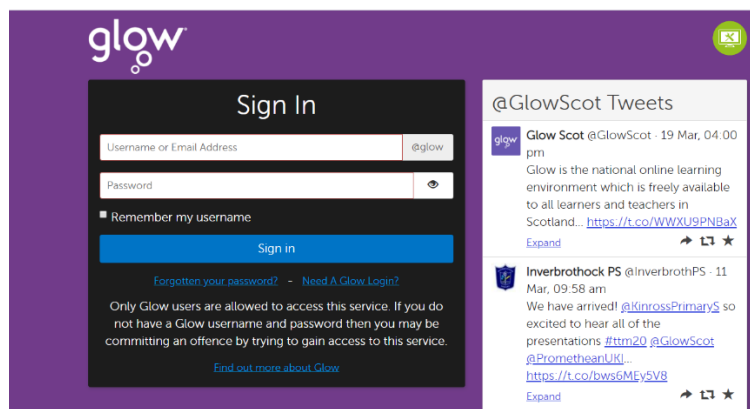 glow
Sign In
Username or Email Address
@glow
Password
Remember my username
Sign in
Forgotten your password? - Need A Glow Login?
Only Glow users are allowed to access this service. If you do
not have a Glow username and password then you may be
committing an offence by trying to gain access to this service.
Find out more about Glow
@GlowScot Tweets
glow
Glow Scot @GlowScot · 19 Mar, 04:00
pm
Glow is the national online learning
environment which is freely available
to all learners and teachers in
Scotland... https://t.co/WWXU9PNBaX
Expand
Inverbrothock PS @InverbrothPS · 11
Mar, 09:58 am
We have arrived! @KinrossPrimaryS so
excited to hear all of the
presentations #ttm20 @GlowScot
@PrometheanUKI...
https://t.co/bws6MEy5V8
Expand